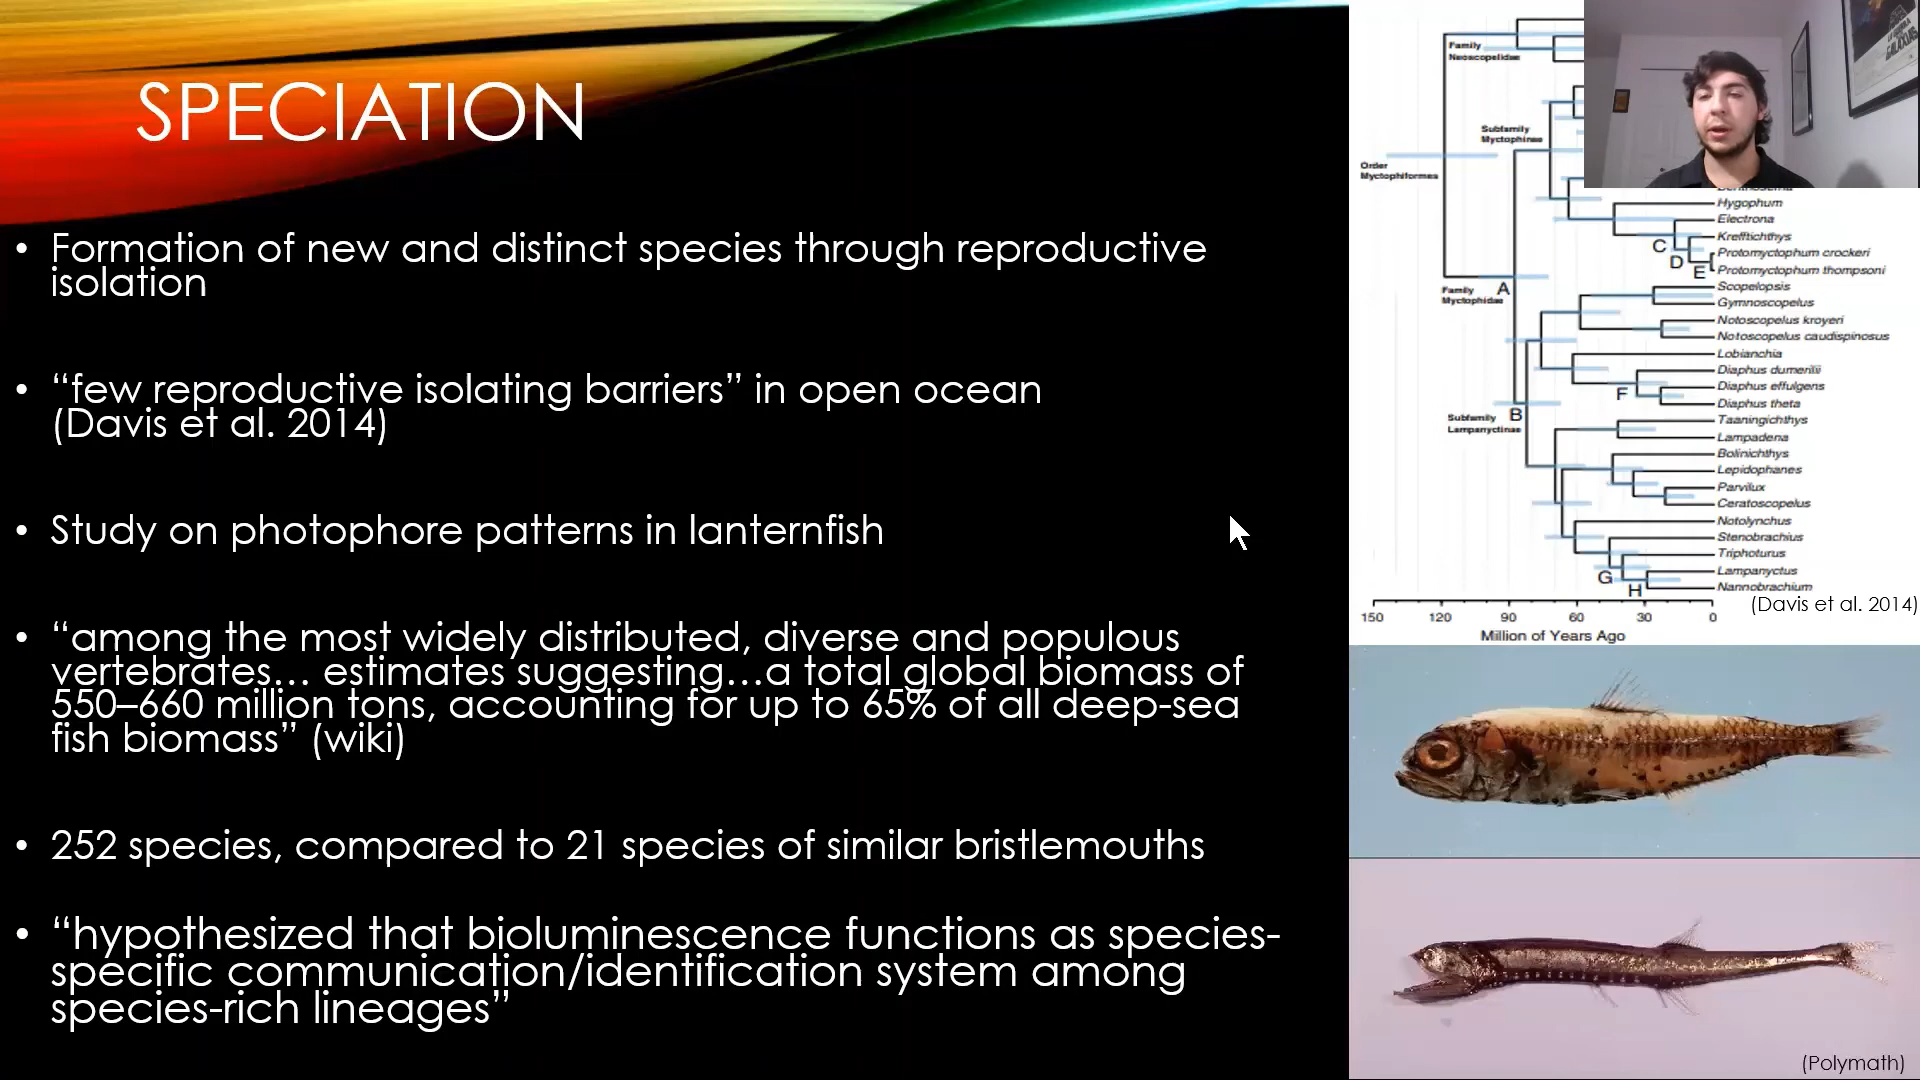 SPECIATION
• Formation of new and distinct species through reproductive
isolation
• “few reproductive isolating barriers” in open ocean
(Davis et al. 2014)
• Study on photophore patterns in lanternfish
• “among the most widely distributed, diverse and populous
vertebrates… estimates suggesting…a total global biomass of
550–660 million tons, accounting for up to 65% of all deep-sea
fish biomass” (wiki)
• 252 species, compared to 21 species of similar bristlemouths
• “hypothesized that bioluminescence functions as species-
specific communication/identification system among
species-rich lineages”
Family
Neoscopelidae
Subfamily
Myctophinae
Order
Myctophiformes
Hygophum
Electrona
Krefftichthys
C
Protomyctophum crockeri
D
Protomyctophum thompsoni
E
Family
Myctophidae
A
Scopelopsis
Gymnoscopelus
Notoscopelus kroyeri
Notoscopelus caudispinosus
Lobianchia
Diaphus dumerilii
Diaphus effulgens
F
Diaphus theta
Subfamily
Lampanyctinae
B
Taaningichthys
Lampadena
Bolinichthys
Lepidophanes
Parvilux
Ceratoscopelus
Notolynchus
Stenobrachius
Triphoturus
G
Lampanyctus
H
Nannobrachium
(Davis et al. 2014)
150 120 90 60 30 0
Million of Years Ago
(Polymath)